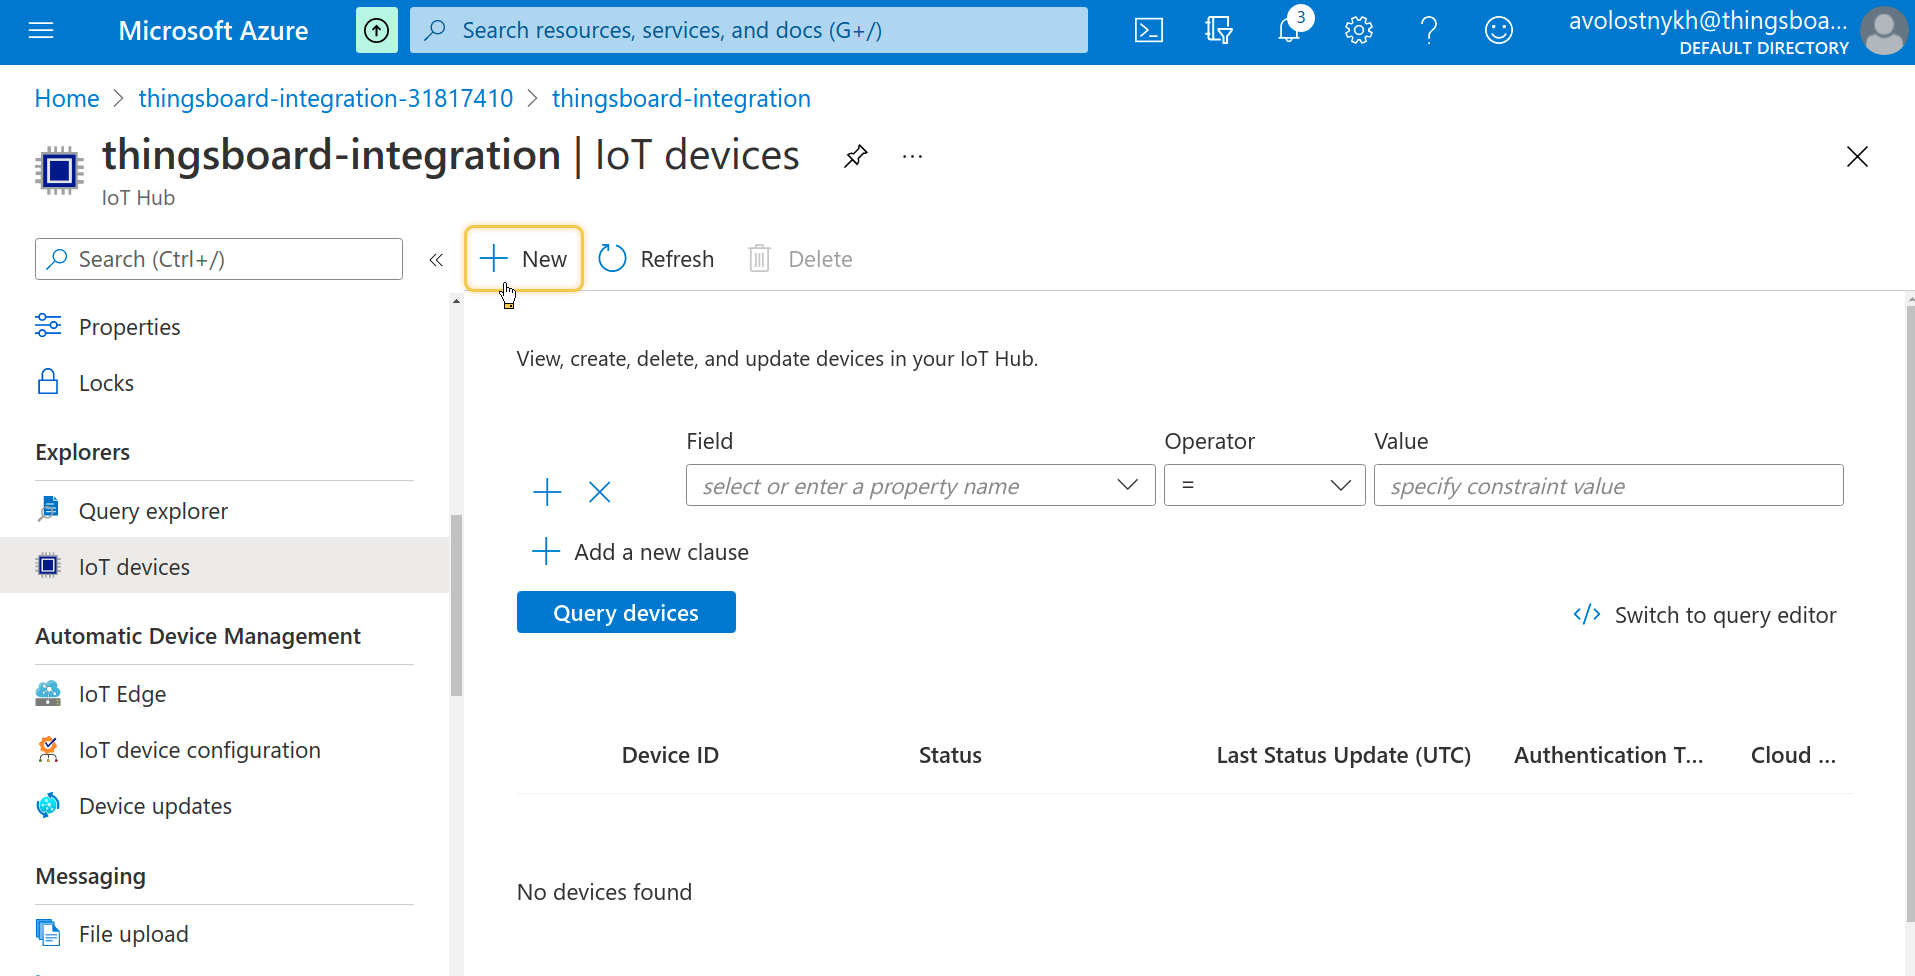 Microsoft Azure
Search resources, services, and docs (G+/)
3
avolostnykh@thingsboa...
DEFAULT DIRECTORY
Home > thingsboard-integration-31817410 > thingsboard-integration
thingsboard-integration | IoT devices
...
IoT Hub
Search (Ctrl+/)
«
New
Refresh
Delete
Properties
Locks
Explorers
Query explorer
IoT devices
Automatic Device Management
IoT Edge
IoT device configuration
Device updates
Messaging
File upload
View, create, delete, and update devices in your IoT Hub.
Field
Operator
Value
select or enter a property name
=
specify constraint value
Add a new clause
Query devices
</> Switch to query editor
Device ID
Status
Last Status Update (UTC)
Authentication T...
Cloud ...
No devices found